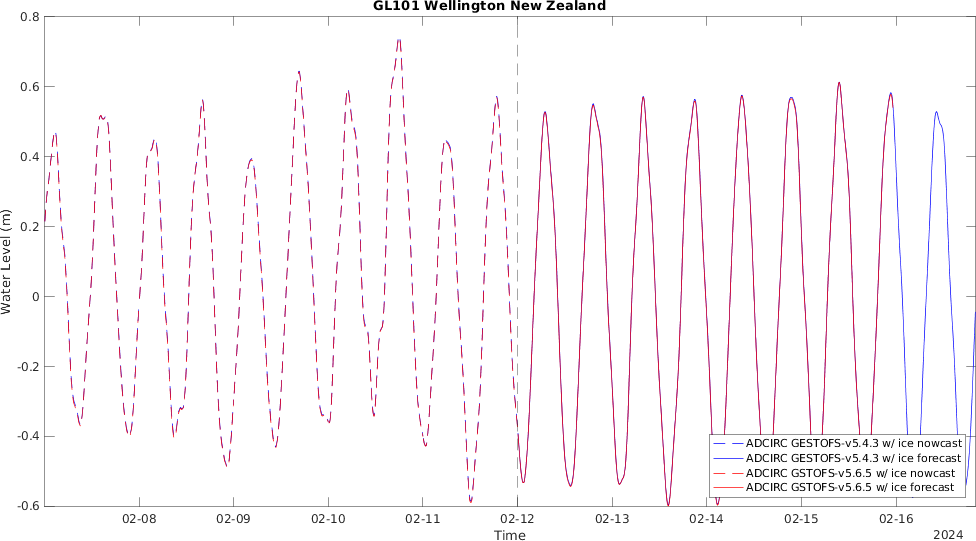 GL101 Wellington New Zealand
0.8
0.6
0.4
0.2
0
-0.2
-0.4
-0.6
Water Level (m)
ADCIRC GESTOFS-v5.4.3 w/ ice nowcast
ADCIRC GESTOFS-v5.4.3 w/ ice forecast
ADCIRC GSTOFS-v5.6.5 w/ ice nowcast
ADCIRC GSTOFS-v5.6.5 w/ ice forecast
02-08 02-09 02-10 02-11 02-12 02-13 02-14 02-15 02-16
Time
2024